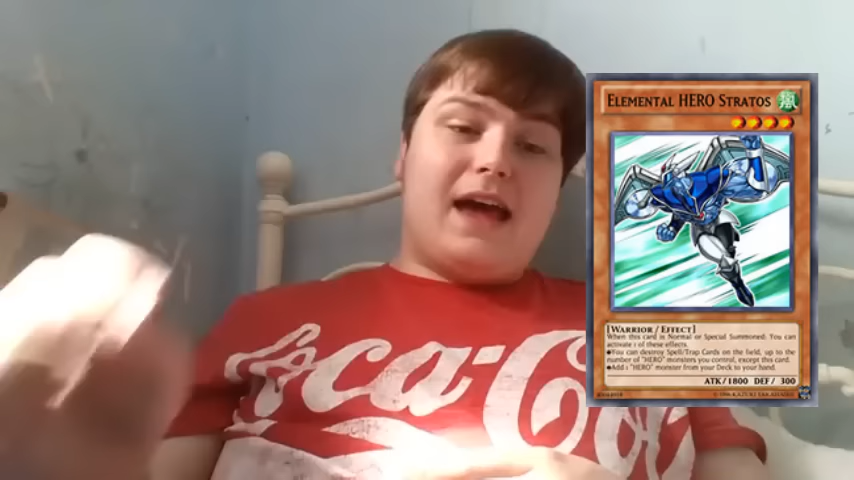 Coca-Co
ELEMENTAL HERO STRATOS
[WARRIOR / EFFECT]
When this card is Normal or Special Summoned: You can
activate 1 of these effects.
●You can destroy Spell/Trap Cards on the field, up to the
number of "HERO" monsters you control, except this card.
●Add 1 "HERO" monster from your Deck to your hand.
ATK/1800 DEF/ 300